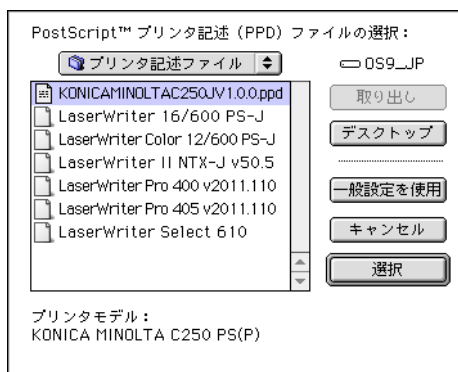 PostScript™ プリンタ記述 (PPD) ファイルの選択：
プリンタ記述ファイル
OS9_JP
KONICAMINOLTAC250JV1.0.0.ppd
LaserWriter 16/600 PS-J
LaserWriter Color 12/600 PS-J
LaserWriter II NTX-J v50.5
LaserWriter Pro 400 v2011.110
LaserWriter Pro 405 v2011.110
LaserWriter Select 610
取り出し
デスクトップ
一般設定を使用
キャンセル
選択
プリンタモデル：
KONICA MINOLTA C250 PS(P)